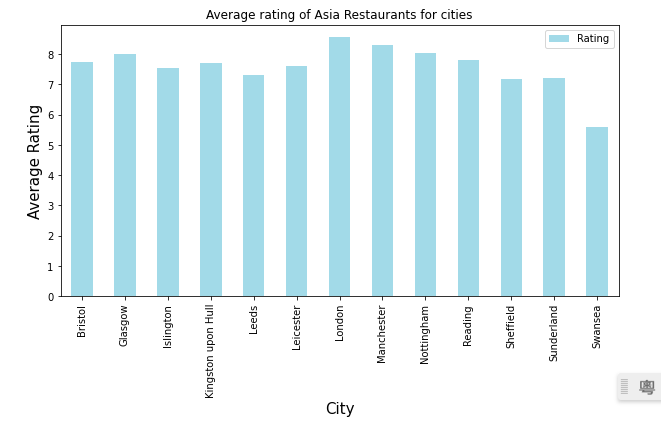 Average rating of Asia Restaurants for cities
Rating
Average Rating
8
7
6
5
4
3
2
1
0
Bristol
Glasgow
Islington
Kingston upon Hull
Leeds
Leicester
London
Manchester
Nottingham
Reading
Sheffield
Sunderland
Swansea
City
粤